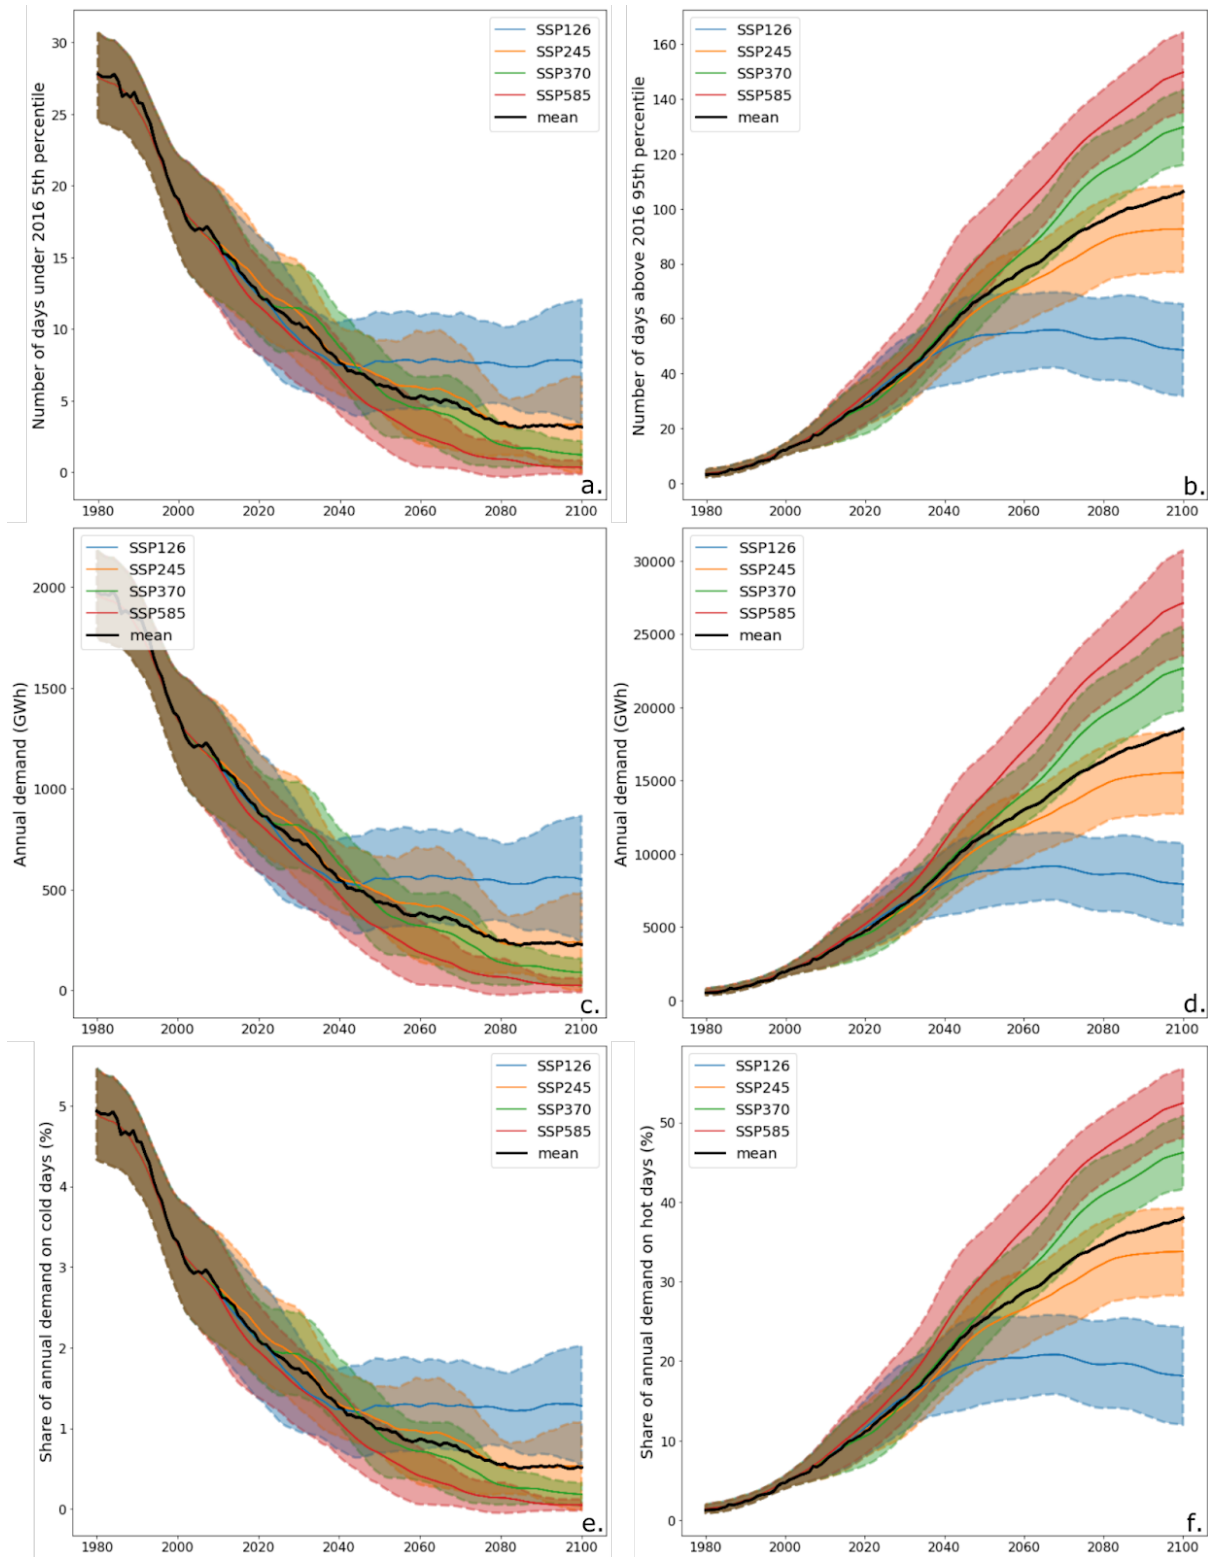 Number of days under 2016 5th percentile
30
25
20
15
10
5
0
SSP126
SSP245
SSP370
SSP585
mean
1980 2000 2020 2040 2060 2080 2100
a.
Number of days above 2016 95th percentile
160
140
120
100
80
60
40
20
0
SSP126
SSP245
SSP370
SSP585
mean
1980 2000 2020 2040 2060 2080 2100
b.
Annual demand (GWh)
2000
1500
1000
500
0
SSP126
SSP245
SSP370
SSP585
mean
1980 2000 2020 2040 2060 2080 2100
c.
Annual demand (GWh)
30000
25000
20000
15000
10000
5000
0
SSP126
SSP245
SSP370
SSP585
mean
1980 2000 2020 2040 2060 2080 2100
d.
Share of annual demand on cold days (%)
5
4
3
2
1
0
SSP126
SSP245
SSP370
SSP585
mean
1980 2000 2020 2040 2060 2080 2100
e.
Share of annual demand on hot days (%)
50
40
30
20
10
0
SSP126
SSP245
SSP370
SSP585
mean
1980 2000 2020 2040 2060 2080 2100
f.